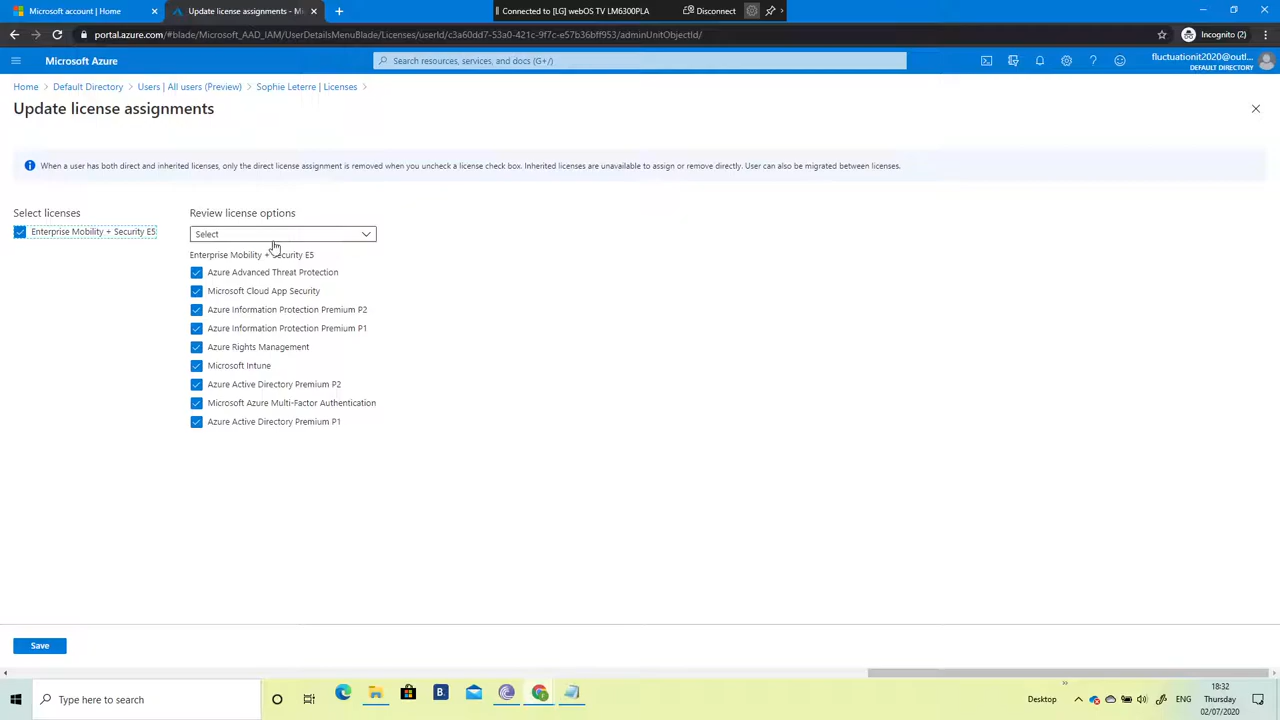 Microsoft account | Home
Update license assignments - Mic
Connected to [LG] webOS TV LM6300PLA
Disconnect
portal.azure.com/#blade/Microsoft_AAD_IAM/UserDetailsMenuBlade/Licenses/userId/c3a60dd7-53a0-421c-9f7c-e57b36bff953/adminUnitObjectId/
Incognito (2)
Microsoft Azure
Search resources, services, and docs (G+/)
fluctuationit2020@outl...
DEFAULT DIRECTORY
Home > Default Directory > Users | All users (Preview) > Sophie Leterre | Licenses >
Update license assignments
When a user has both direct and inherited licenses, only the direct license assignment is removed when you uncheck a license check box. Inherited licenses are unavailable to assign or remove directly. User can also be migrated between licenses.
Select licenses
Enterprise Mobility + Security E5
Review license options
Select
Enterprise Mobility + Security E5
Azure Advanced Threat Protection
Microsoft Cloud App Security
Azure Information Protection Premium P2
Azure Information Protection Premium P1
Azure Rights Management
Microsoft Intune
Azure Active Directory Premium P2
Microsoft Azure Multi-Factor Authentication
Azure Active Directory Premium P1
Save
Type here to search
B.
Desktop
ENG
18:32
Thursday
02/07/2020